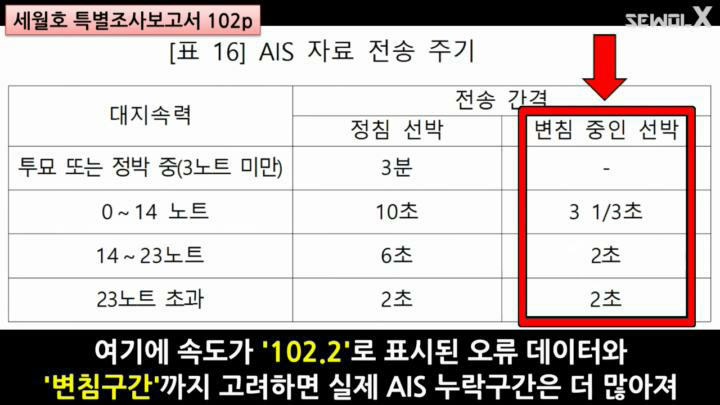 세월호 특별조사보고서 102p
SEWOLX
[표 16] AIS 자료 전송 주기
대지속력
전송 간격
정침 선박
변침 중인 선박
투묘 또는 정박 중(3노트 미만)
3분
-
0~14 노트
10초
3 1/3초
14~23노트
6초
2초
23노트 초과
2초
2초
여기에 속도가 '102.2'로 표시된 오류 데이터와
'변침구간'까지 고려하면 실제 AIS 누락구간은 더 많아져